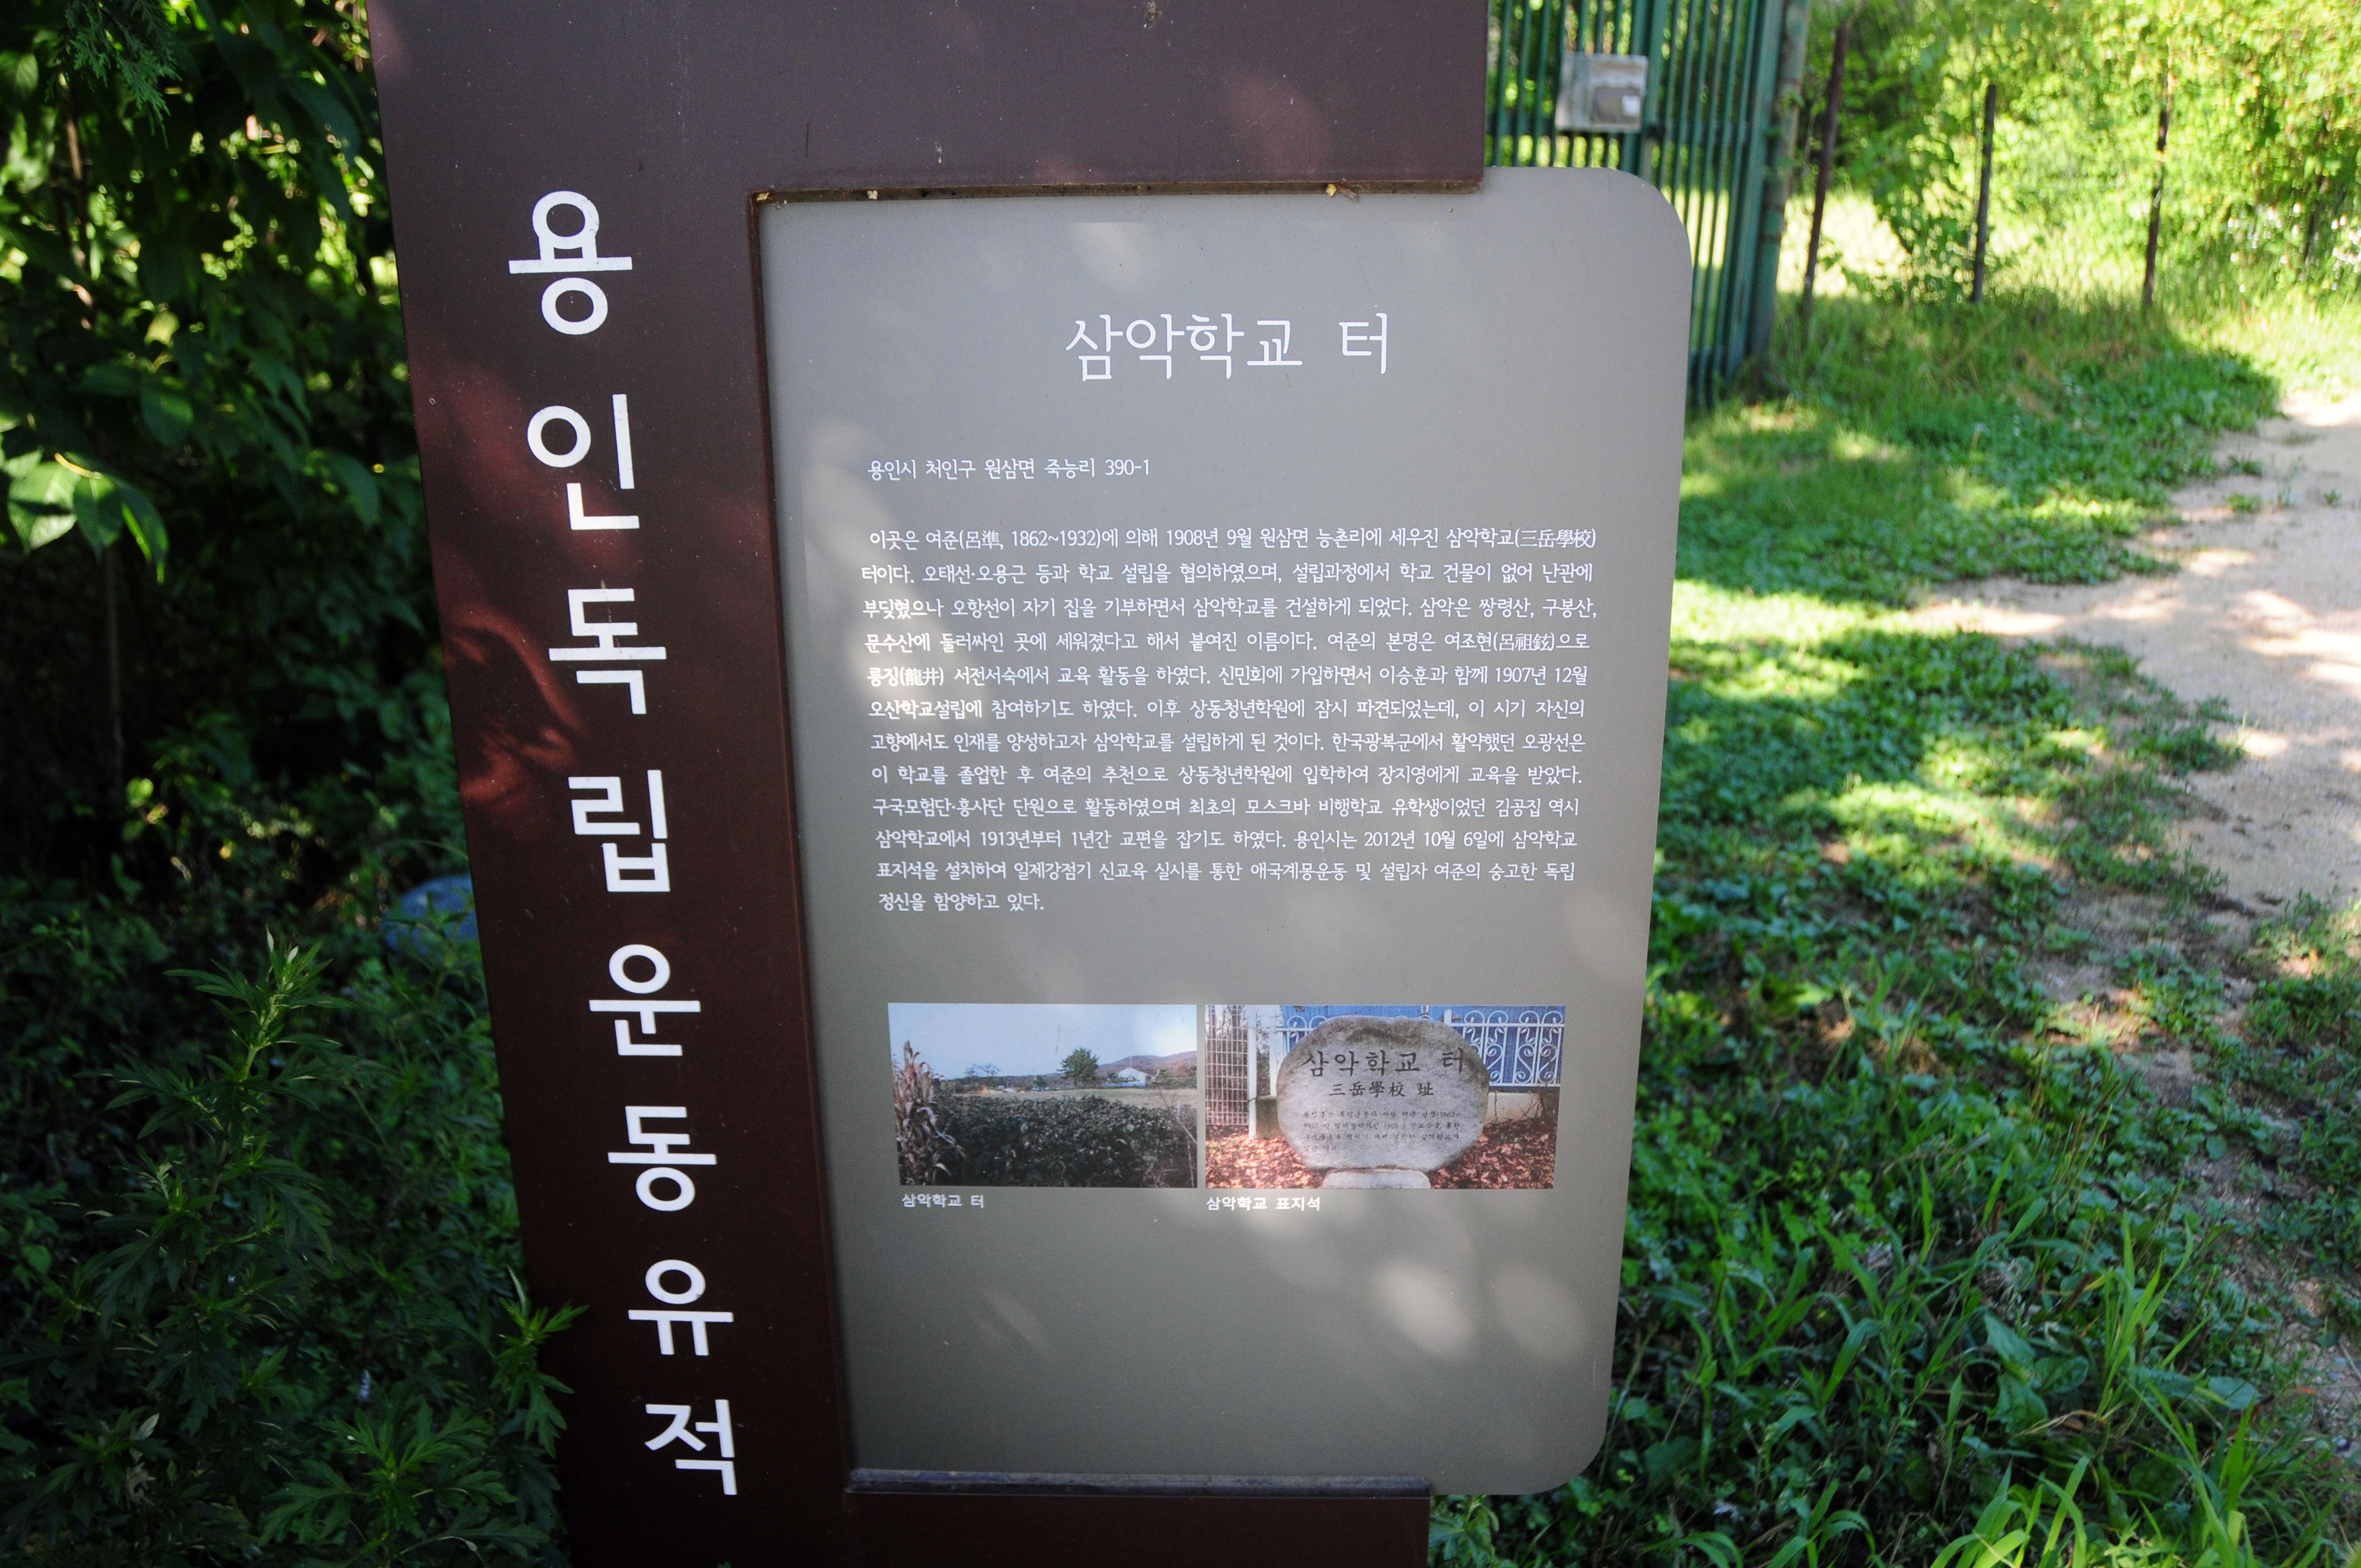 용인독립운동유적
삼악학교 터
용인시 처인구 원삼면 죽능리 390-1
이곳은 여준(呂準, 1862~1932)에 의해 1908년 9월 원삼면 능촌리에 세우진 삼악학교(三岳學校)
터이다. 오태선·오용근 등과 학교 설립을 협의하였으며, 설립과정에서 학교 건물이 없어 난관에
부딪혔으나 오항선이 자기 집을 기부하면서 삼악학교를 건설하게 되었다. 삼악은 쌍령산, 구봉산,
문수산에 둘러싸인 곳에 세워졌다고 해서 붙여진 이름이다. 여준의 본명은 여조현(呂祖鉉)으로
룽징(龍井) 서전서숙에서 교육 활동을 하였다. 신민회에 가입하면서 이승훈과 함께 1907년 12월
오산학교설립에 참여하기도 하였다. 이후 상동청년학원에 잠시 파견되었는데, 이 시기 자신의
고향에서도 인재를 양성하고자 삼악학교를 설립하게 된 것이다. 한국광복군에서 활약했던 오광선은
이 학교를 졸업한 후 여준의 추천으로 상동청년학원에 입학하여 장지영에게 교육을 받았다.
구국모험단·흥사단 단원으로 활동하였으며 최초의 모스크바 비행학교 유학생이었던 김공집 역시
삼악학교에서 1913년부터 1년간 교편을 잡기도 하였다. 용인시는 2012년 10월 6일에 삼악학교
표지석을 설치하여 일제강점기 신교육 실시를 통한 애국계몽운동 및 설립자 여준의 숭고한 독립
정신을 함양하고 있다.
삼악학교 터
三岳學校 址
삼악학교 터
삼악학교 표지석